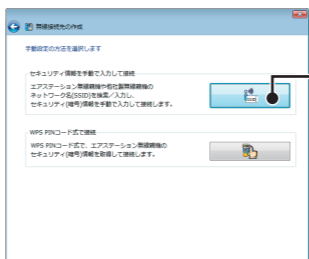 無線接続先の作成
手動設定の方法を選択します
セキュリティ情報を手動で入力して接続
エアステーション無線親機や他社製無線親機の
ネットワーク名(SSID)を検索／入力し、
セキュリティ(暗号)情報を手動で入力して接続します。
WPS PINコード式で接続
WPS PINコード式で、エアステーション無線親機の
セキュリティ(暗号)情報を取得して接続します。